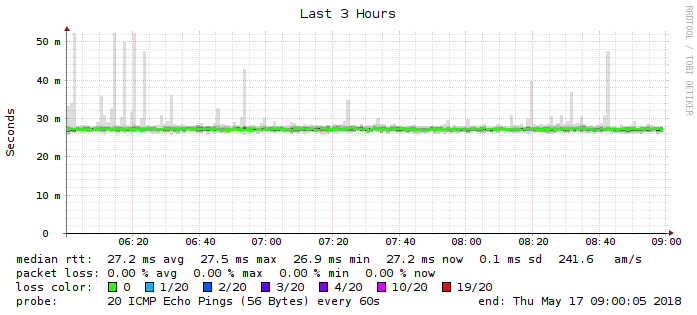 Last 3 Hours
RRDTOOL / TOBI OETIKER
Seconds
50 m
40 m
30 m
20 m
10 m
0
06:20 06:40 07:00 07:20 07:40 08:00 08:20 08:40 09:00
median rtt: 27.2 ms avg 27.5 ms max 26.9 ms min 27.2 ms now 0.1 ms sd 241.6 am/s
packet loss: 0.00 % avg 0.00 % max 0.00 % min 0.00 % now
loss color: 0 1/20 2/20 3/20 4/20 10/20 19/20
probe: 20 ICMP Echo Pings (56 Bytes) every 60s end: Thu May 17 09:00:05 2018